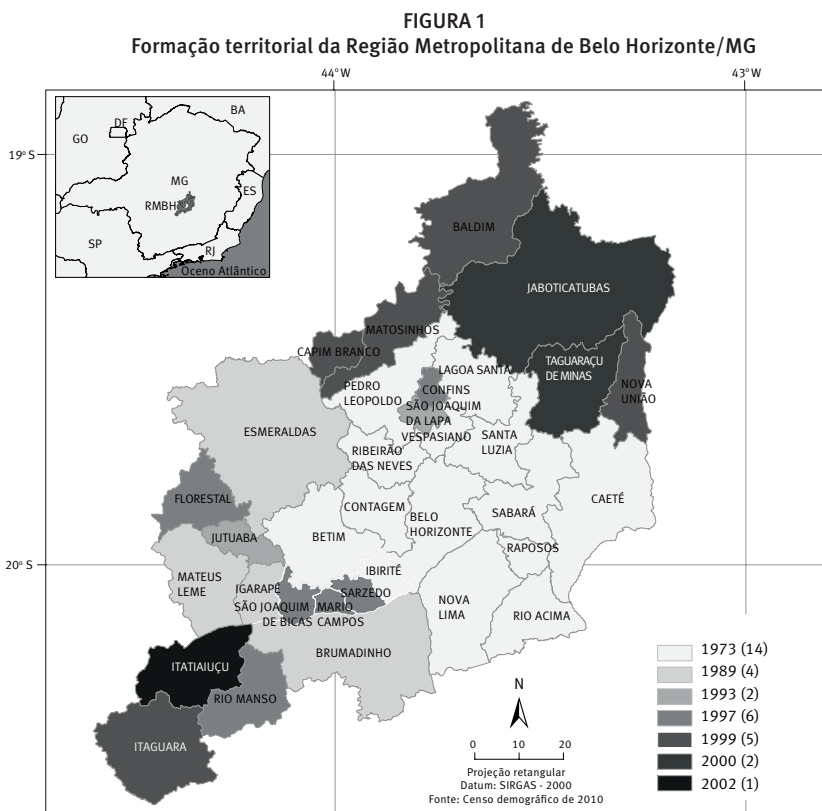 FIGURA 1
Formação territorial da Região Metropolitana de Belo Horizonte/MG
44°W
43°W
19° S
20° S
BA
DF
GO
MG
RMBH
ES
SP
RJ
Oceno Atlântico
BALDIM
JABOTICATUBAS
MATOSINHOS
CAPIM BRANCO
TAGUARAÇU
DE MINAS
NOVA
UNIÃO
LAGOA SANTA
PEDRO
LEOPOLDO
CONFINS
SÃO JOAQUIM
DA LAPA
VESPASIANO
ESMERALDAS
SANTA
LUZIA
RIBEIRÃO
DAS NEVES
FLORESTAL
CONTAGEM
CAETÉ
BELO
HORIZONTE
SABARÁ
JUTUABA
BETIM
RAPOSOS
IBIRITÉ
MATEUS
LEME
IGARAPÉ
SARZEDO
SÃO JOAQUIM
DE BICAS
MARIO
CAMPOS
NOVA
LIMA
RIO ACIMA
BRUMADINHO
ITATIAIUÇU
RIO MANSO
ITAGUARA
N
0 10 20
Projeção retangular
Datum: SIRGAS - 2000
Fonte: Censo demográfico de 2010
1973 (14)
1989 (4)
1993 (2)
1997 (6)
1999 (5)
2000 (2)
2002 (1)